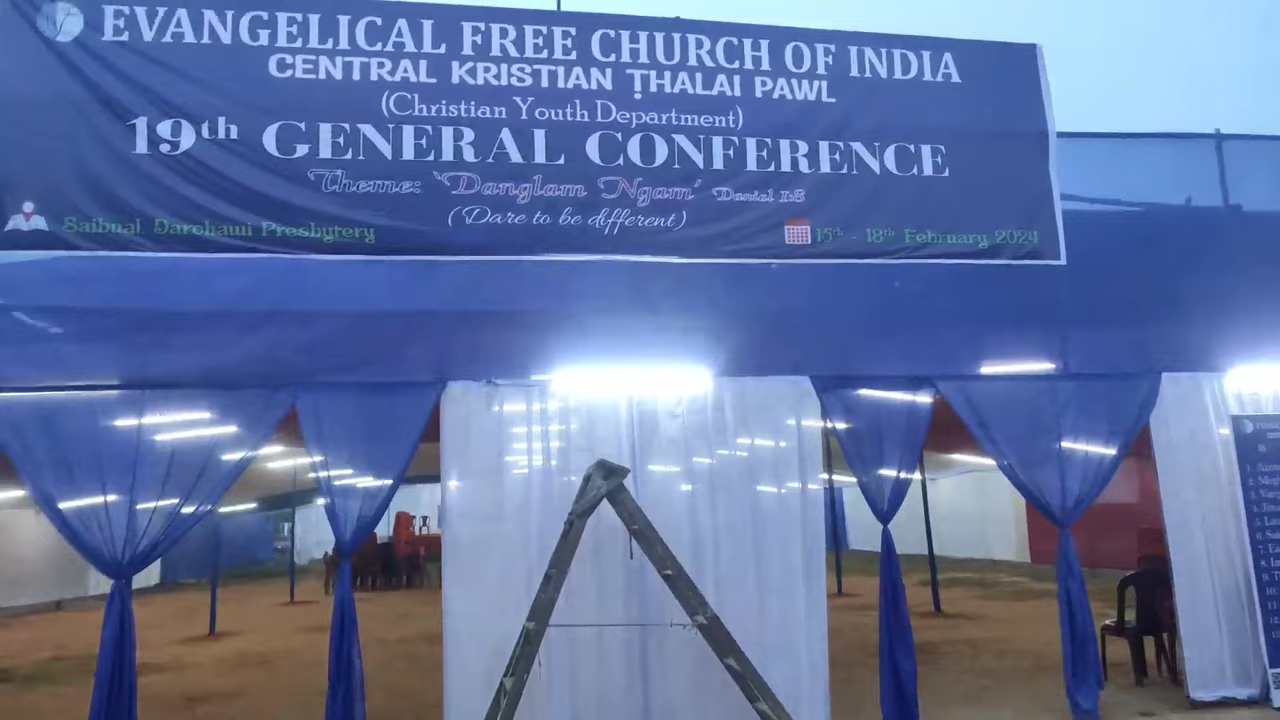 EVANGELICAL FREE CHURCH OF INDIA
CENTRAL KRISTIAN ṬHALAI PAWL
(Christian Youth Department)
19th GENERAL CONFERENCE
Theme: 'Danglam Ngam' Danial 1:8
(Dare to be different)
Saibual, Darchawi Presbytery
15th - 18th February 2024